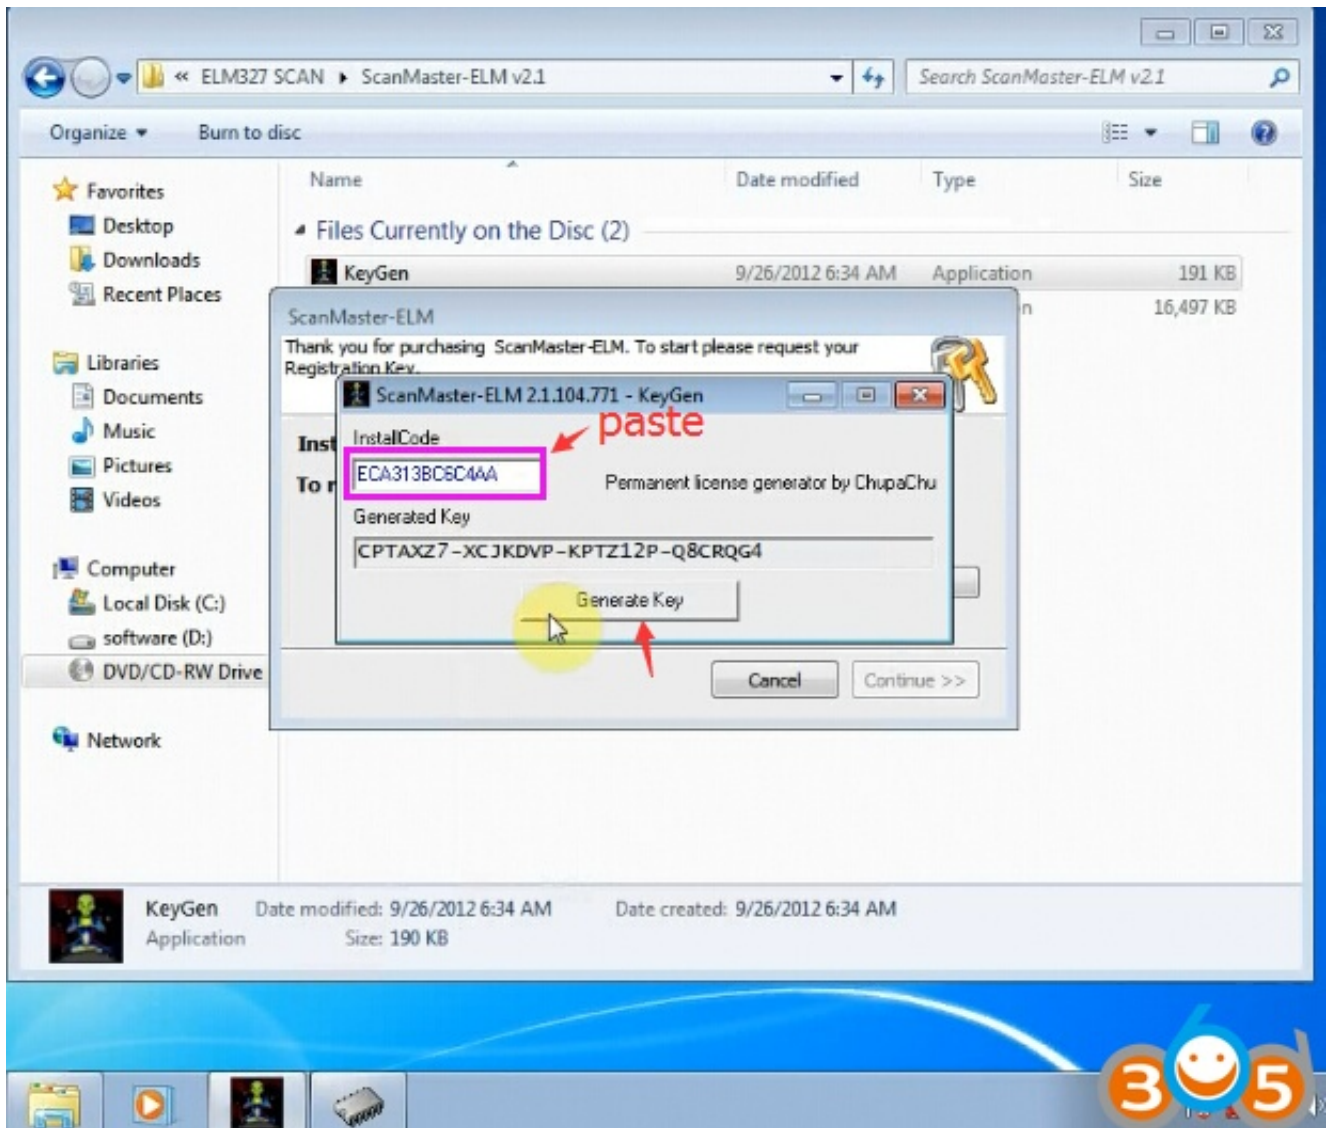 « ELM327 SCAN ▸ ScanMaster-ELM v2.1
Search ScanMaster-ELM v2.1
Organize
Burn to disc
Name Date modified Type Size
Favorites
Desktop
Downloads
Recent Places
Libraries
Documents
Music
Pictures
Videos
Computer
Local Disk (C:)
software (D:)
DVD/CD-RW Drive
Network
Files Currently on the Disc (2)
KeyGen 9/26/2012 6:34 AM Application 191 KB
n 16,497 KB
ScanMaster-ELM
Thank you for purchasing ScanMaster-ELM. To start please request your
Registration Key.
Inst
To r
ScanMaster-ELM 2.1.104.771 - KeyGen
paste
InstallCode
ECA313BC6C4AA
Permanent license generator by ChupaChu
Generated Key
CPTAXZ7-XCJKDVP-KPTZ12P-Q8CRQG4
Generate Key
Cancel
Continue >>
KeyGen Date modified: 9/26/2012 6:34 AM Date created: 9/26/2012 6:34 AM
Application Size: 190 KB
365